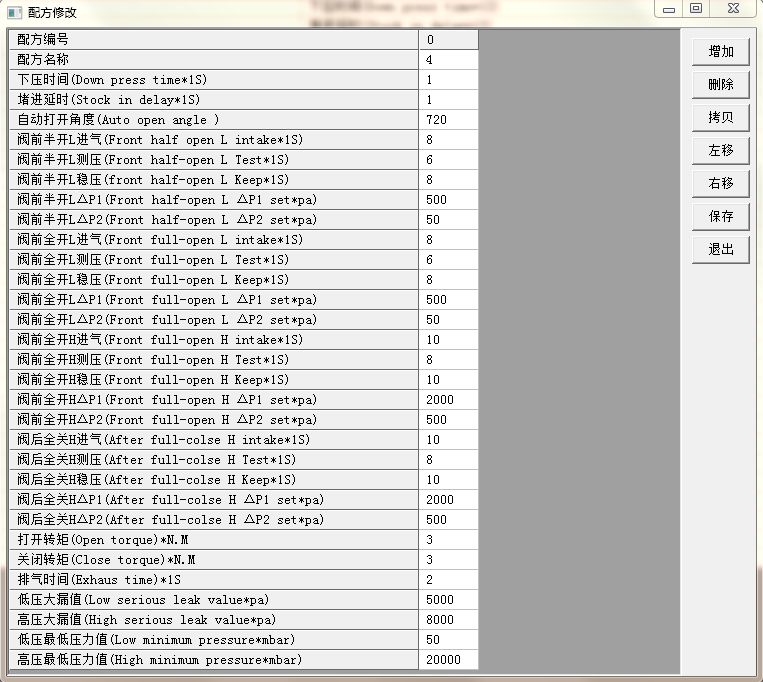 配方修改
配方编号 0
配方名称 4
下压时间(Down press time*1S) 1
堵进延时(Stock in delay*1S) 1
自动打开角度(Auto open angle ) 720
阀前半开L进气(Front half open L intake*1S) 8
阀前半开L测压(Front half-open L Test*1S) 6
阀前半开L稳压(Front half-open L Keep*1S) 8
阀前半开L△P1(Front half-open L △P1 set*pa) 500
阀前半开L△P2(Front half-open L △P2 set*pa) 50
阀前全开L进气(Front full-open L intake*1S) 8
阀前全开L测压(Front full-open L Test*1S) 6
阀前全开L稳压(Front full-open L Keep*1S) 8
阀前全开L△P1(Front full-open L △P1 set*pa) 500
阀前全开L△P2(Front full-open L △P2 set*pa) 50
阀前全开H进气(Front full-open H intake*1S) 10
阀前全开H测压(Front full-open H Test*1S) 8
阀前全开H稳压(Front full-open H Keep*1S) 10
阀前全开H△P1(Front full-open H △P1 set*pa) 2000
阀前全开H△P2(Front full-open H △P2 set*pa) 500
阀后全关H进气(After full-colse H intake*1S) 10
阀后全关H测压(After full-colse H Test*1S) 8
阀后全关H稳压(After full-colse H Keep*1S) 10
阀后全关H△P1(After full-colse H △P1 set*pa) 2000
阀后全关H△P2(After full-colse H △P2 set*pa) 500
打开转矩(Open torque)*N.M 3
关闭转矩(Close torque)*N.M 3
排气时间(Exhaus time)*1S 2
低压大漏值(Low serious leak value*pa) 5000
高压大漏值(High serious leak value*pa) 8000
低压最低压力值(Low minimum pressure*mbar) 50
高压最低压力值(High minimum pressure*mbar) 20000
增加
删除
拷贝
左移
右移
保存
退出